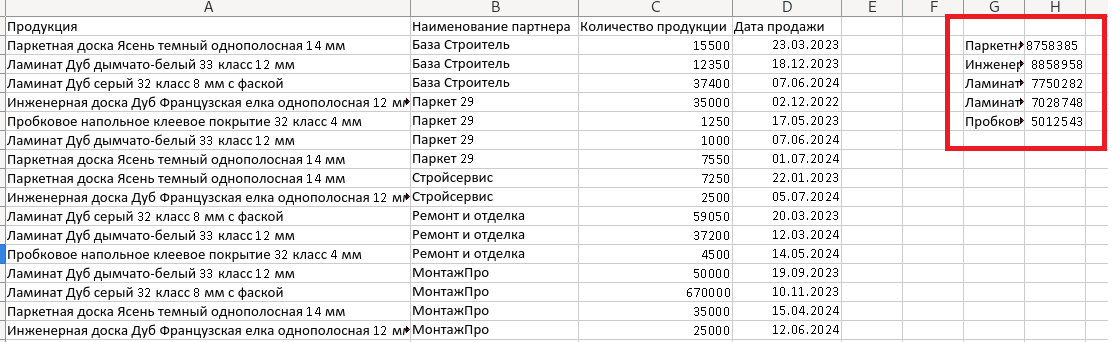 A B C D E F G H
Продукция Наименование партнера Количество продукции Дата продажи
Паркетная доска Ясень темный однополосная 14 мм База Строитель 15500 23.03.2023 Паркетн 8758385
Ламинат Дуб дымчато-белый 33 класс 12 мм База Строитель 12350 18.12.2023 Инженер 8858958
Ламинат Дуб серый 32 класс 8 мм с фаской База Строитель 37400 07.06.2024 Ламинат 7750282
Инженерная доска Дуб Французская елка однополосная 12 мм Паркет 29 35000 02.12.2022 Ламинат 7028748
Пробковое напольное клеевое покрытие 32 класс 4 мм Паркет 29 1250 17.05.2023 Пробков 5012543
Ламинат Дуб дымчато-белый 33 класс 12 мм Паркет 29 1000 07.06.2024
Паркетная доска Ясень темный однополосная 14 мм Паркет 29 7550 01.07.2024
Паркетная доска Ясень темный однополосная 14 мм Стройсервис 7250 22.01.2023
Инженерная доска Дуб Французская елка однополосная 12 мм Стройсервис 2500 05.07.2024
Ламинат Дуб серый 32 класс 8 мм с фаской Ремонт и отделка 59050 20.03.2023
Ламинат Дуб дымчато-белый 33 класс 12 мм Ремонт и отделка 37200 12.03.2024
Пробковое напольное клеевое покрытие 32 класс 4 мм Ремонт и отделка 4500 14.05.2024
Ламинат Дуб дымчато-белый 33 класс 12 мм МонтажПро 50000 19.09.2023
Ламинат Дуб серый 32 класс 8 мм с фаской МонтажПро 670000 10.11.2023
Паркетная доска Ясень темный однополосная 14 мм МонтажПро 35000 15.04.2024
Инженерная доска Дуб Французская елка однополосная 12 мм МонтажПро 25000 12.06.2024